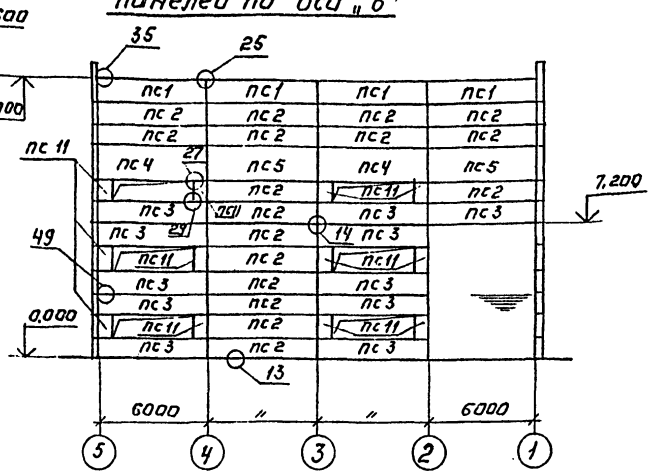 панелей по оси „б"
35 25
пс1 пс1 пс1 пс1
пс2 пс2 пс2 пс2
пс2 пс2 пс2 пс2
пс11 пс4 27 пс5 пс4 пс5
пс2 пс11 пс2
7,200
пс3 пс2 пс3 пс3
24
пс3 пс2 14 пс3
49
пс11 пс2 пс11
пс3 пс2 пс3
пс3 пс2 пс3
0,000
пс11 пс2 пс11
пс3 пс2 пс3
13
6000 " " 6000
5 4 3 2 1